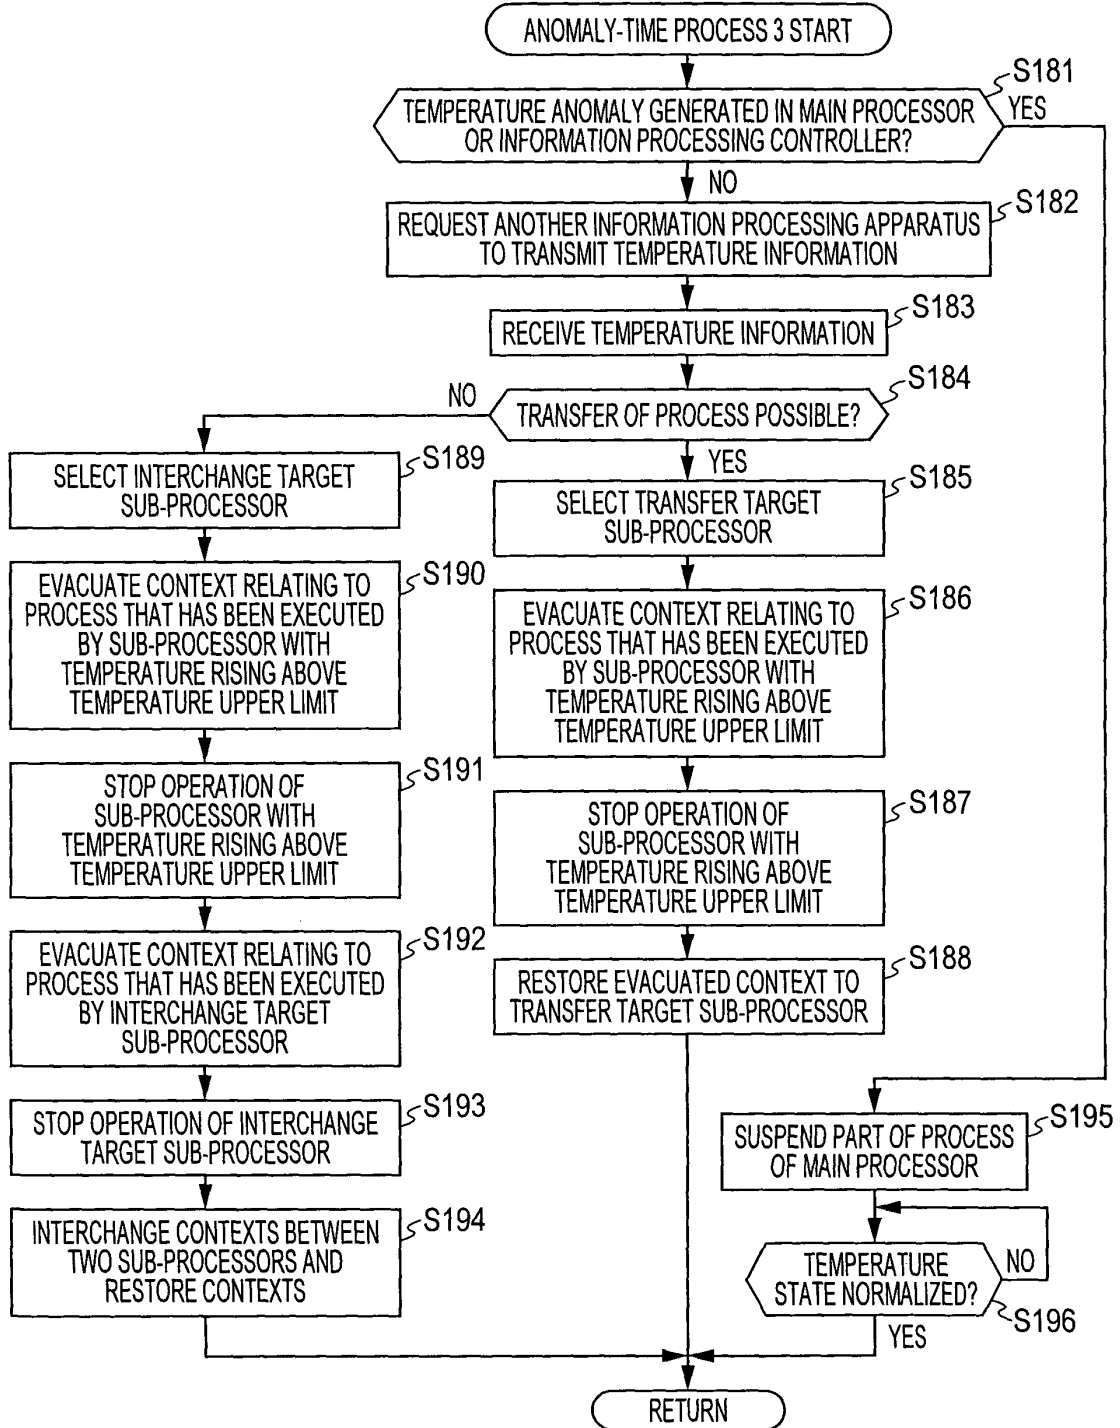 ANOMALY-TIME PROCESS 3 START
S181
TEMPERATURE ANOMALY GENERATED IN MAIN PROCESSOR
OR INFORMATION PROCESSING CONTROLLER?
YES
NO
S182
REQUEST ANOTHER INFORMATION PROCESSING APPARATUS
TO TRANSMIT TEMPERATURE INFORMATION
S183
RECEIVE TEMPERATURE INFORMATION
S184
TRANSFER OF PROCESS POSSIBLE?
NO
YES
S189
SELECT INTERCHANGE TARGET
SUB-PROCESSOR
S190
EVACUATE CONTEXT RELATING TO
PROCESS THAT HAS BEEN EXECUTED
BY SUB-PROCESSOR WITH
TEMPERATURE RISING ABOVE
TEMPERATURE UPPER LIMIT
S191
STOP OPERATION OF
SUB-PROCESSOR WITH
TEMPERATURE RISING ABOVE
TEMPERATURE UPPER LIMIT
S192
EVACUATE CONTEXT RELATING TO
PROCESS THAT HAS BEEN EXECUTED
BY INTERCHANGE TARGET
SUB-PROCESSOR
S193
STOP OPERATION OF INTERCHANGE
TARGET SUB-PROCESSOR
S194
INTERCHANGE CONTEXTS BETWEEN
TWO SUB-PROCESSORS AND
RESTORE CONTEXTS
S185
SELECT TRANSFER TARGET
SUB-PROCESSOR
S186
EVACUATE CONTEXT RELATING TO
PROCESS THAT HAS BEEN EXECUTED
BY SUB-PROCESSOR WITH
TEMPERATURE RISING ABOVE
TEMPERATURE UPPER LIMIT
S187
STOP OPERATION OF
SUB-PROCESSOR WITH
TEMPERATURE RISING ABOVE
TEMPERATURE UPPER LIMIT
S188
RESTORE EVACUATED CONTEXT TO
TRANSFER TARGET SUB-PROCESSOR
S195
SUSPEND PART OF PROCESS
OF MAIN PROCESSOR
TEMPERATURE
STATE NORMALIZED?
NO
S196
YES
RETURN